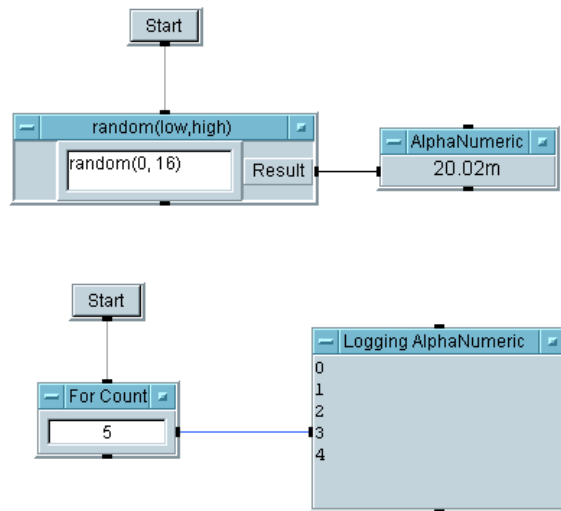 Start
random(low,high)
random(0, 16)
Result
AlphaNumeric
20.02m
Start
For Count
5
Logging AlphaNumeric
0
1
2
3
4